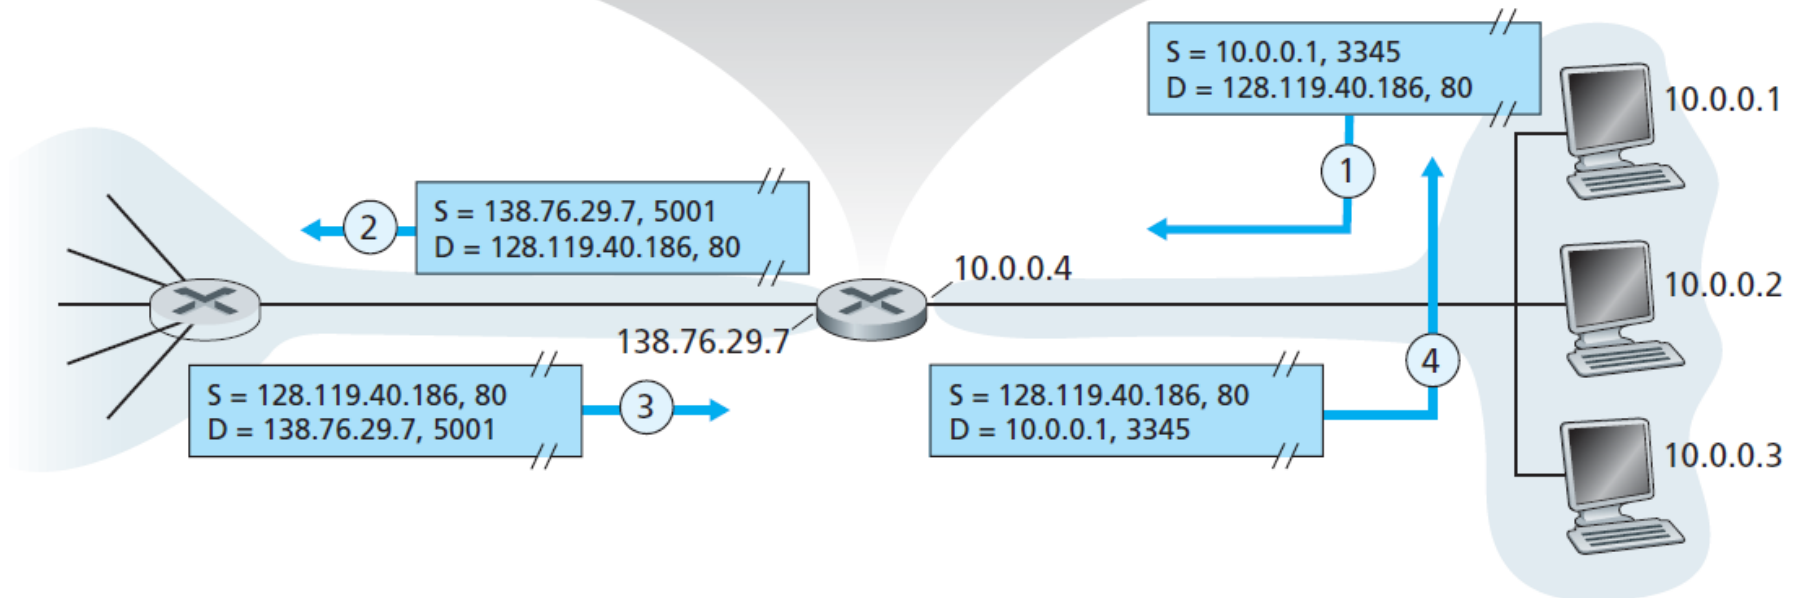 S = 10.0.0.1, 3345
D = 128.119.40.186, 80
10.0.0.1
1
S = 138.76.29.7, 5001
D = 128.119.40.186, 80
2
10.0.0.4
10.0.0.2
138.76.29.7
S = 128.119.40.186, 80
D = 138.76.29.7, 5001
3
S = 128.119.40.186, 80
D = 10.0.0.1, 3345
4
10.0.0.3